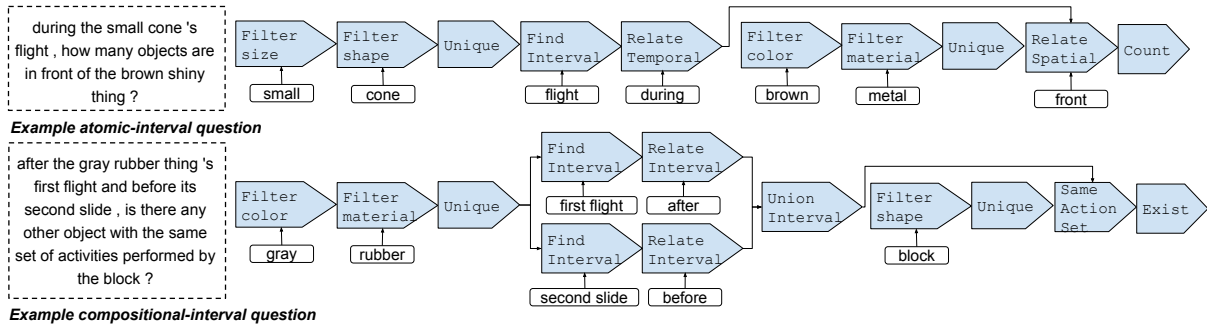 during the small cone 's
flight , how many objects are
in front of the brown shiny
thing ?
Filter
size
Filter
shape
Unique
Find
Interval
Relate
Temporal
Filter
color
Filter
material
Unique
Relate
Spatial
Count
small
cone
flight
during
brown
metal
front
Example atomic-interval question
after the gray rubber thing 's
first flight and before its
second slide , is there any
other object with the same
set of activities performed by
the block ?
Filter
color
Filter
material
Unique
Find
Interval
Relate
Interval
first flight
after
Find
Interval
Relate
Interval
second slide
before
Union
Interval
Filter
shape
Unique
Same
Action
Set
Exist
gray
rubber
block
Example compositional-interval question